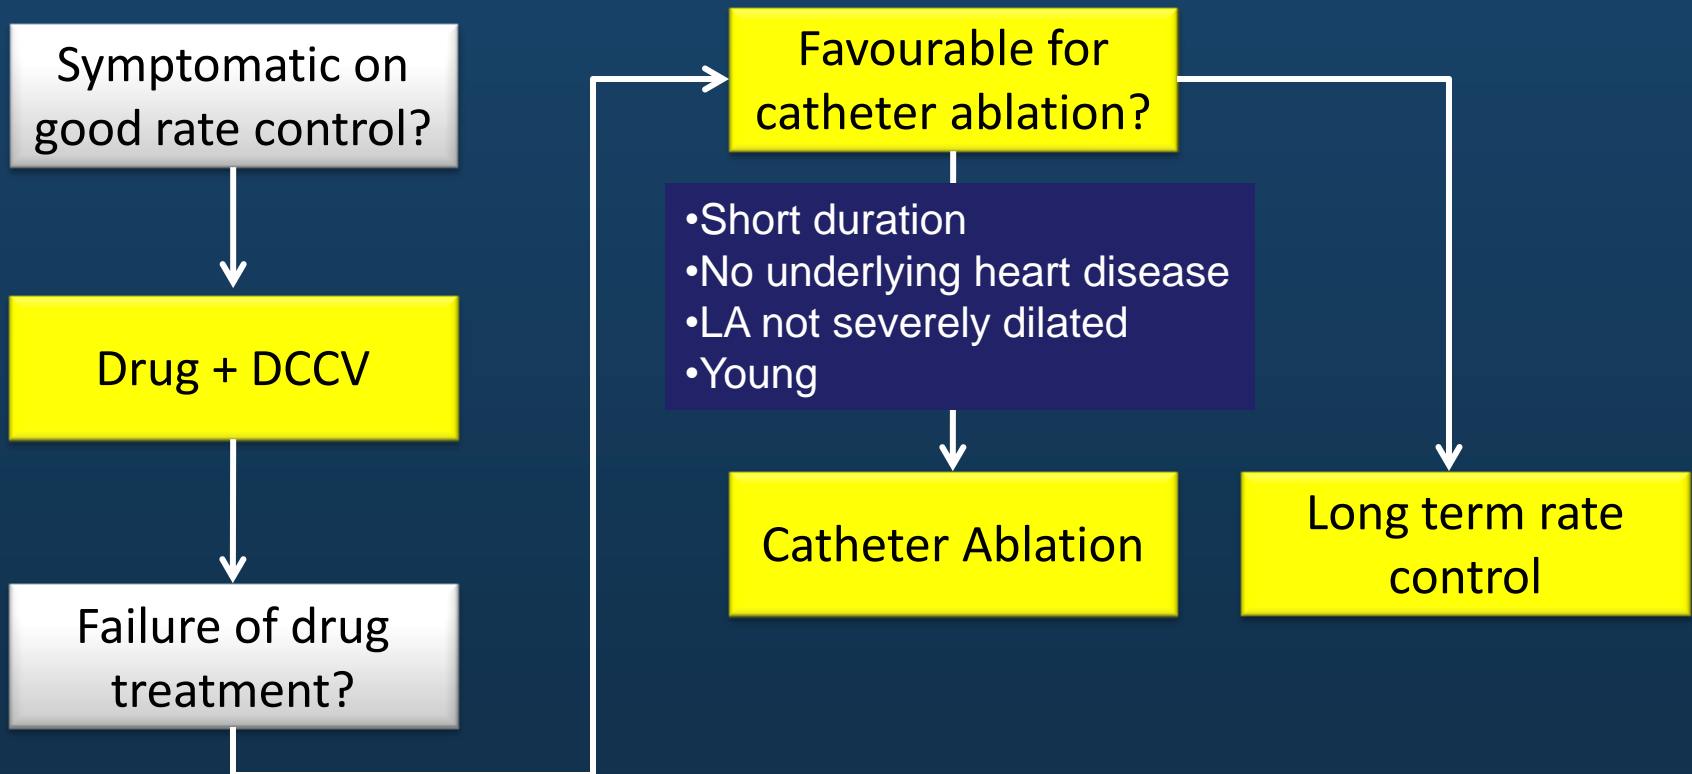 Symptomatic on
good rate control?
Drug + DCCV
Failure of drug
treatment?
Favourable for
catheter ablation?
•Short duration
•No underlying heart disease
•LA not severely dilated
•Young
Catheter Ablation
Long term rate
control